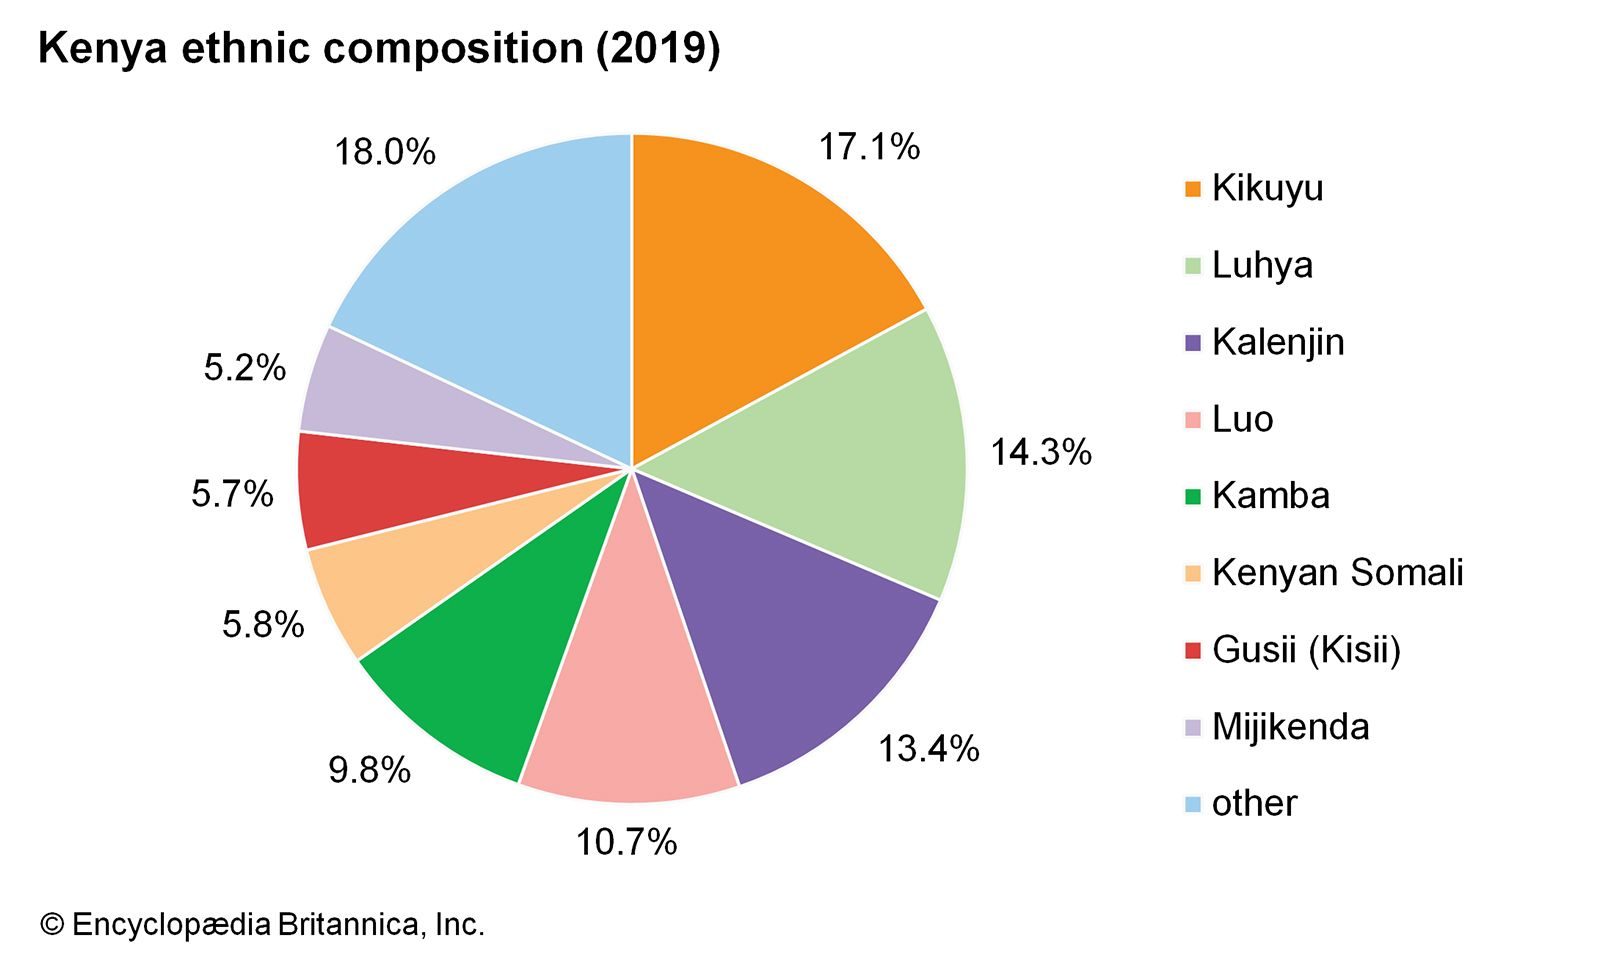 Kenya ethnic composition (2019)
18.0%
17.1%
5.2%
14.3%
5.7%
5.8%
13.4%
9.8%
10.7%
Kikuyu
Luhya
Kalenjin
Luo
Kamba
Kenyan Somali
Gusii (Kisii)
Mijikenda
other
© Encyclopædia Britannica, Inc.